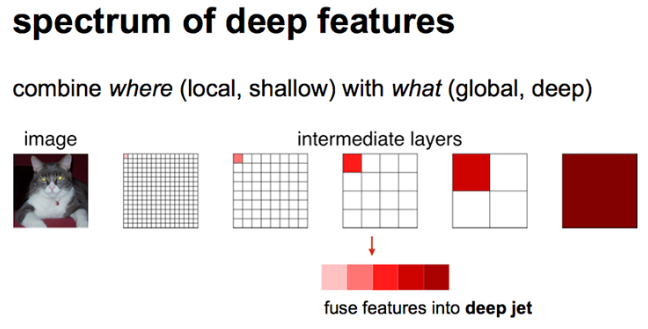 spectrum of deep features
combine where (local, shallow) with what (global, deep)
image
intermediate layers
fuse features into deep jet